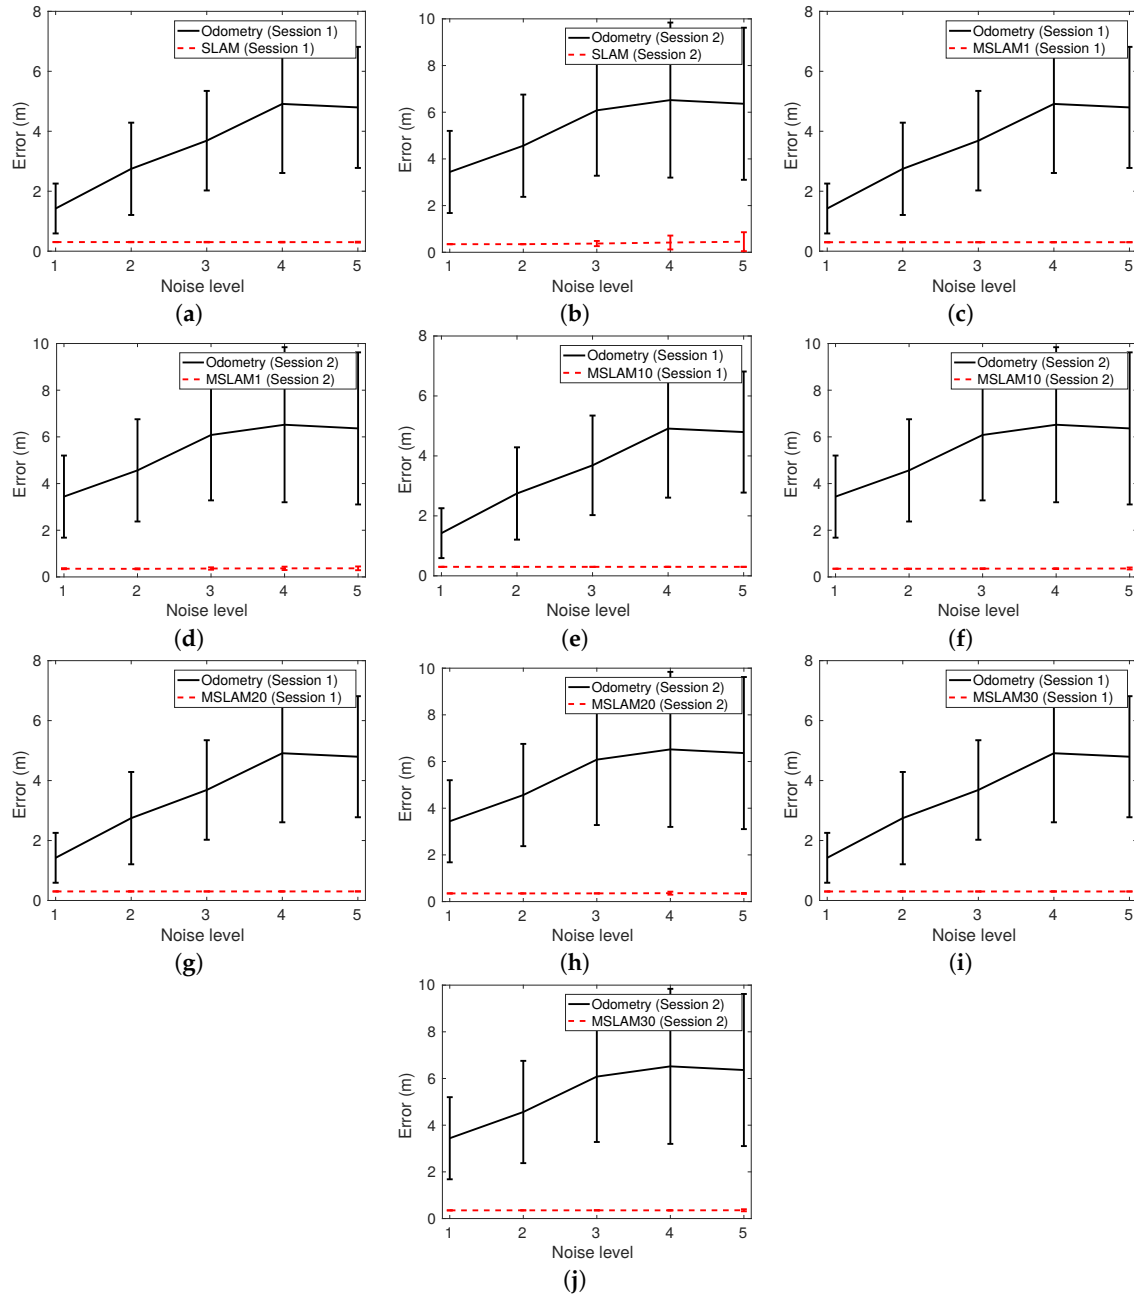 8
6
4
2
0
Error (m)
Odometry (Session 1)
SLAM (Session 1)
1 2 3 4 5
Noise level
(a)
10
8
6
4
2
0
Error (m)
Odometry (Session 2)
SLAM (Session 2)
1 2 3 4 5
Noise level
(b)
8
6
4
2
0
Error (m)
Odometry (Session 1)
MSLAM1 (Session 1)
1 2 3 4 5
Noise level
(c)
10
8
6
4
2
0
Error (m)
Odometry (Session 2)
MSLAM1 (Session 2)
1 2 3 4 5
Noise level
(d)
8
6
4
2
0
Error (m)
Odometry (Session 1)
MSLAM10 (Session 1)
1 2 3 4 5
Noise level
(e)
10
8
6
4
2
0
Error (m)
Odometry (Session 2)
MSLAM10 (Session 2)
1 2 3 4 5
Noise level
(f)
8
6
4
2
0
Error (m)
Odometry (Session 1)
MSLAM20 (Session 1)
1 2 3 4 5
Noise level
(g)
10
8
6
4
2
0
Error (m)
Odometry (Session 2)
MSLAM20 (Session 2)
1 2 3 4 5
Noise level
(h)
8
6
4
2
0
Error (m)
Odometry (Session 1)
MSLAM30 (Session 1)
1 2 3 4 5
Noise level
(i)
10
8
6
4
2
0
Error (m)
Odometry (Session 2)
MSLAM30 (Session 2)
1 2 3 4 5
Noise level
(j)